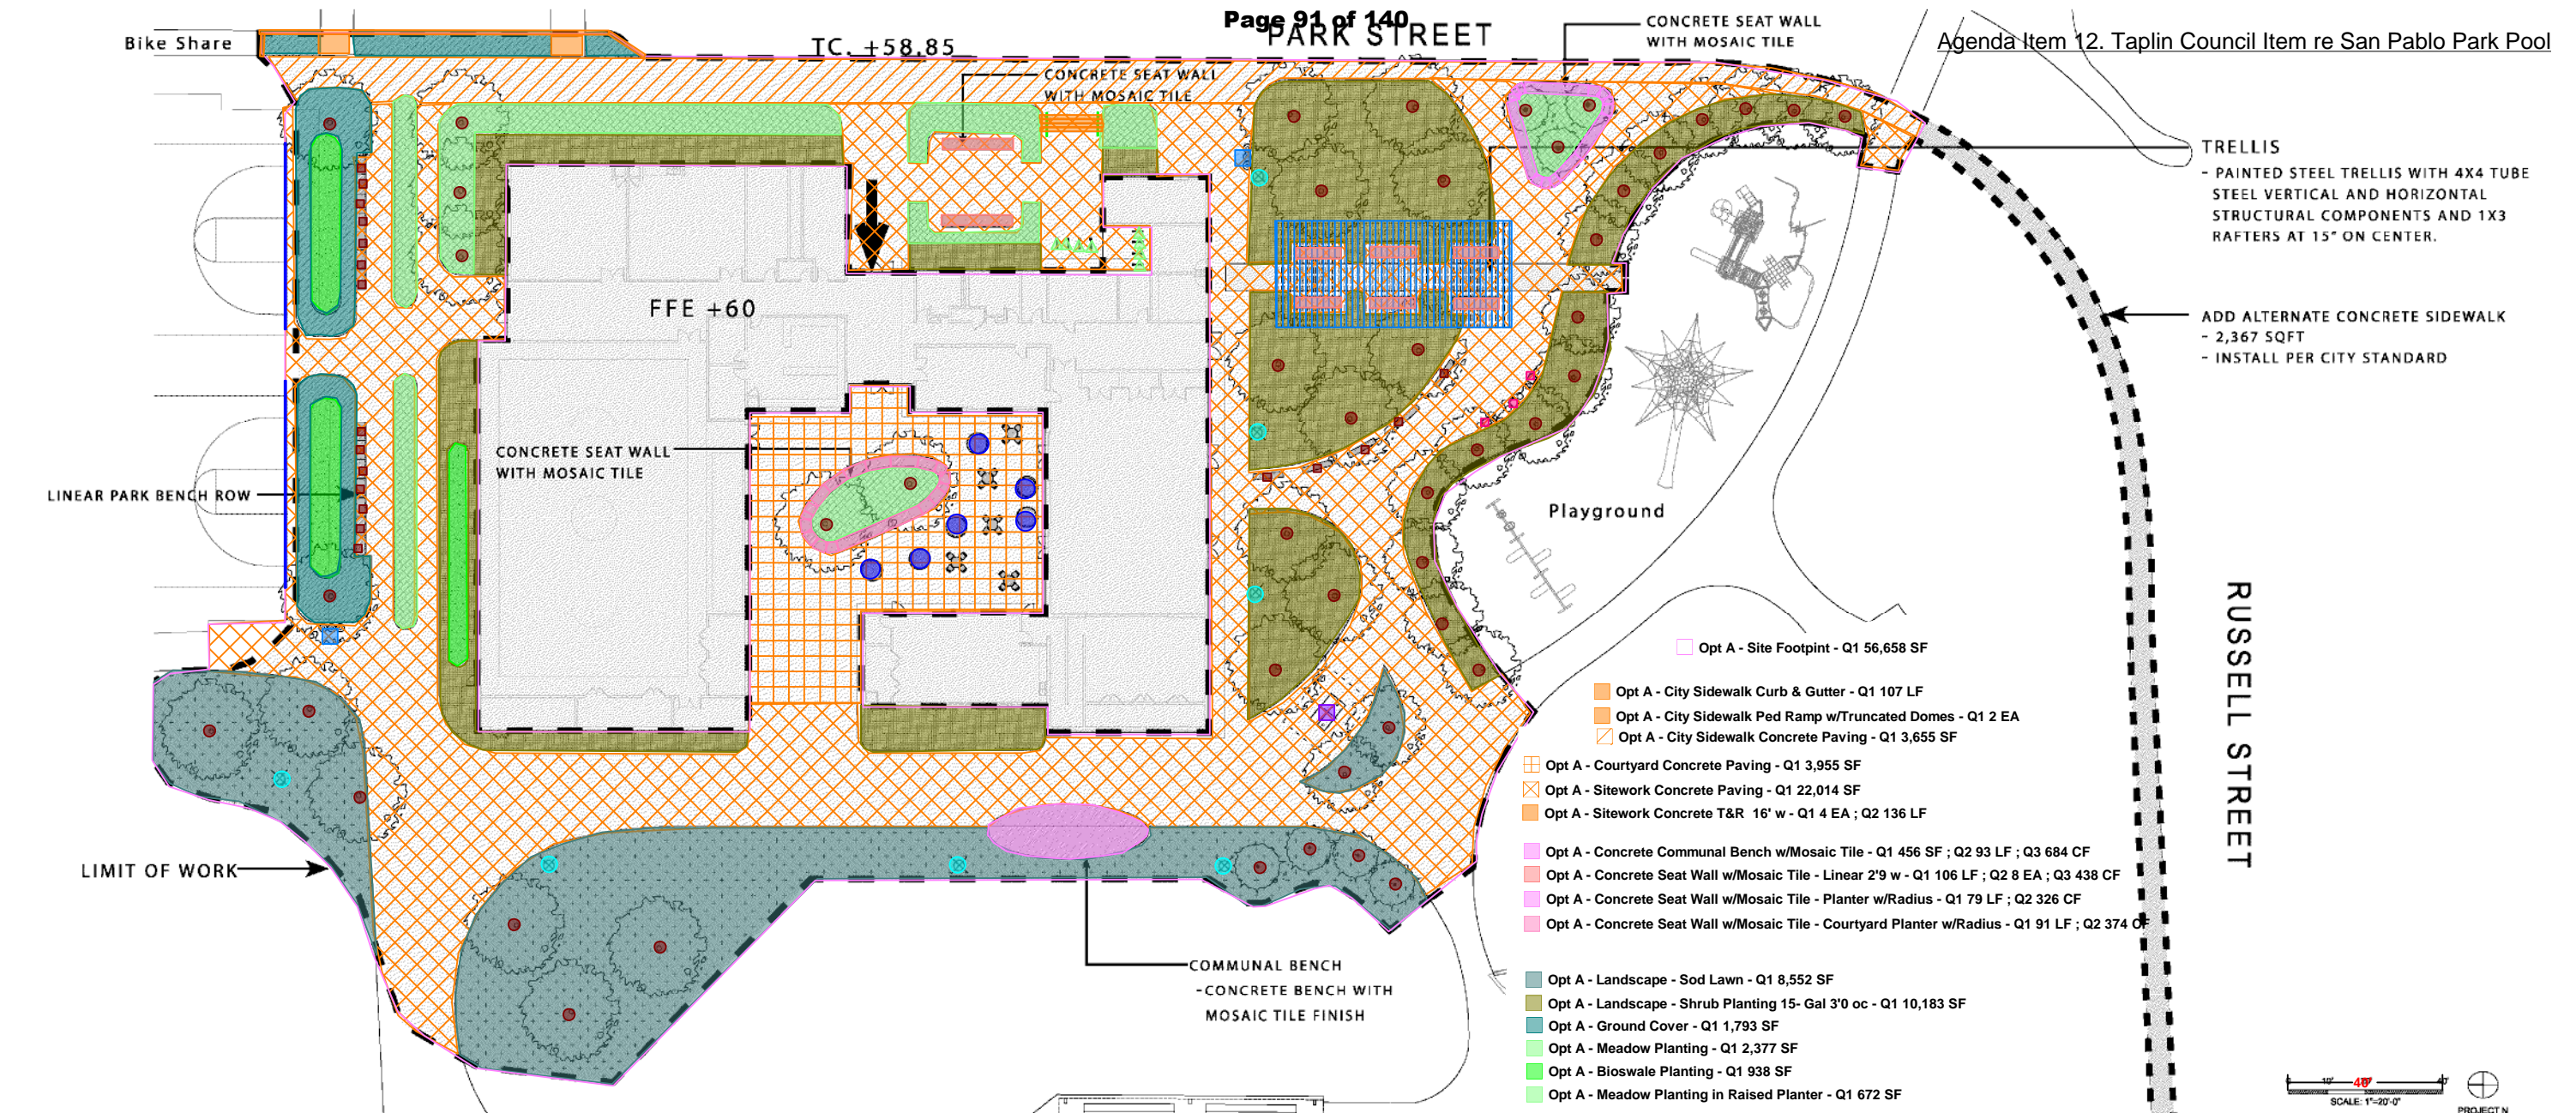 Page 91 of 140
PARK STREET
Agenda Item 12. Taplin Council Item re San Pablo Park Pool
Bike Share
TC. +58.85
CONCRETE SEAT WALL
WITH MOSAIC TILE
CONCRETE SEAT WALL
WITH MOSAIC TILE
TRELLIS
- PAINTED STEEL TRELLIS WITH 4X4 TUBE
STEEL VERTICAL AND HORIZONTAL
STRUCTURAL COMPONENTS AND 1X3
RAFTERS AT 15" ON CENTER.
FFE +60
ADD ALTERNATE CONCRETE SIDEWALK
- 2,367 SQFT
- INSTALL PER CITY STANDARD
CONCRETE SEAT WALL
WITH MOSAIC TILE
LINEAR PARK BENCH ROW
Playground
RUSSELL STREET
LIMIT OF WORK
COMMUNAL BENCH
-CONCRETE BENCH WITH
MOSAIC TILE FINISH
Opt A - Site Footpint - Q1 56,658 SF
Opt A - City Sidewalk Curb & Gutter - Q1 107 LF
Opt A - City Sidewalk Ped Ramp w/Truncated Domes - Q1 2 EA
Opt A - City Sidewalk Concrete Paving - Q1 3,655 SF
Opt A - Courtyard Concrete Paving - Q1 3,955 SF
Opt A - Sitework Concrete Paving - Q1 22,014 SF
Opt A - Sitework Concrete T&R 16' w - Q1 4 EA ; Q2 136 LF
Opt A - Concrete Communal Bench w/Mosaic Tile - Q1 456 SF ; Q2 93 LF ; Q3 684 CF
Opt A - Concrete Seat Wall w/Mosaic Tile - Linear 2'9 w - Q1 106 LF ; Q2 8 EA ; Q3 438 CF
Opt A - Concrete Seat Wall w/Mosaic Tile - Planter w/Radius - Q1 79 LF ; Q2 326 CF
Opt A - Concrete Seat Wall w/Mosaic Tile - Courtyard Planter w/Radius - Q1 91 LF ; Q2 374 CF
Opt A - Landscape - Sod Lawn - Q1 8,552 SF
Opt A - Landscape - Shrub Planting 15- Gal 3'0 oc - Q1 10,183 SF
Opt A - Ground Cover - Q1 1,793 SF
Opt A - Meadow Planting - Q1 2,377 SF
Opt A - Bioswale Planting - Q1 938 SF
Opt A - Meadow Planting in Raised Planter - Q1 672 SF
10' 40' 40'
SCALE: 1"=20'-0"
PROJECT N